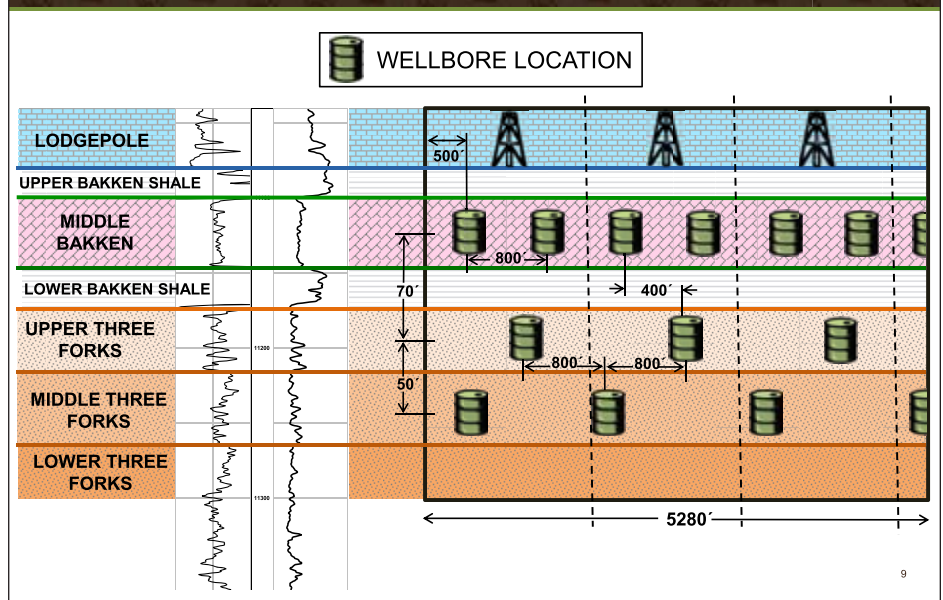 WELLBORE LOCATION
LODGEPOLE
500´
UPPER BAKKEN SHALE
MIDDLE
BAKKEN
800
LOWER BAKKEN SHALE
70´
400´
UPPER THREE
FORKS
11200
800´
800´
50´
MIDDLE THREE
FORKS
LOWER THREE
FORKS
11300
5280´
9